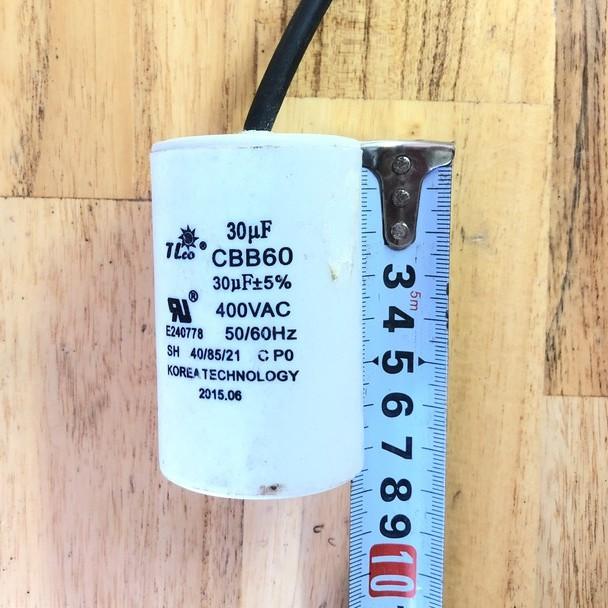 30µF
TLco® CBB60
30µF±5%
® 400VAC
E240778 50/60Hz
SH 40/85/21 C P0
KOREA TECHNOLOGY
2015.06
3
5m
4
5
6
7
8
9
10